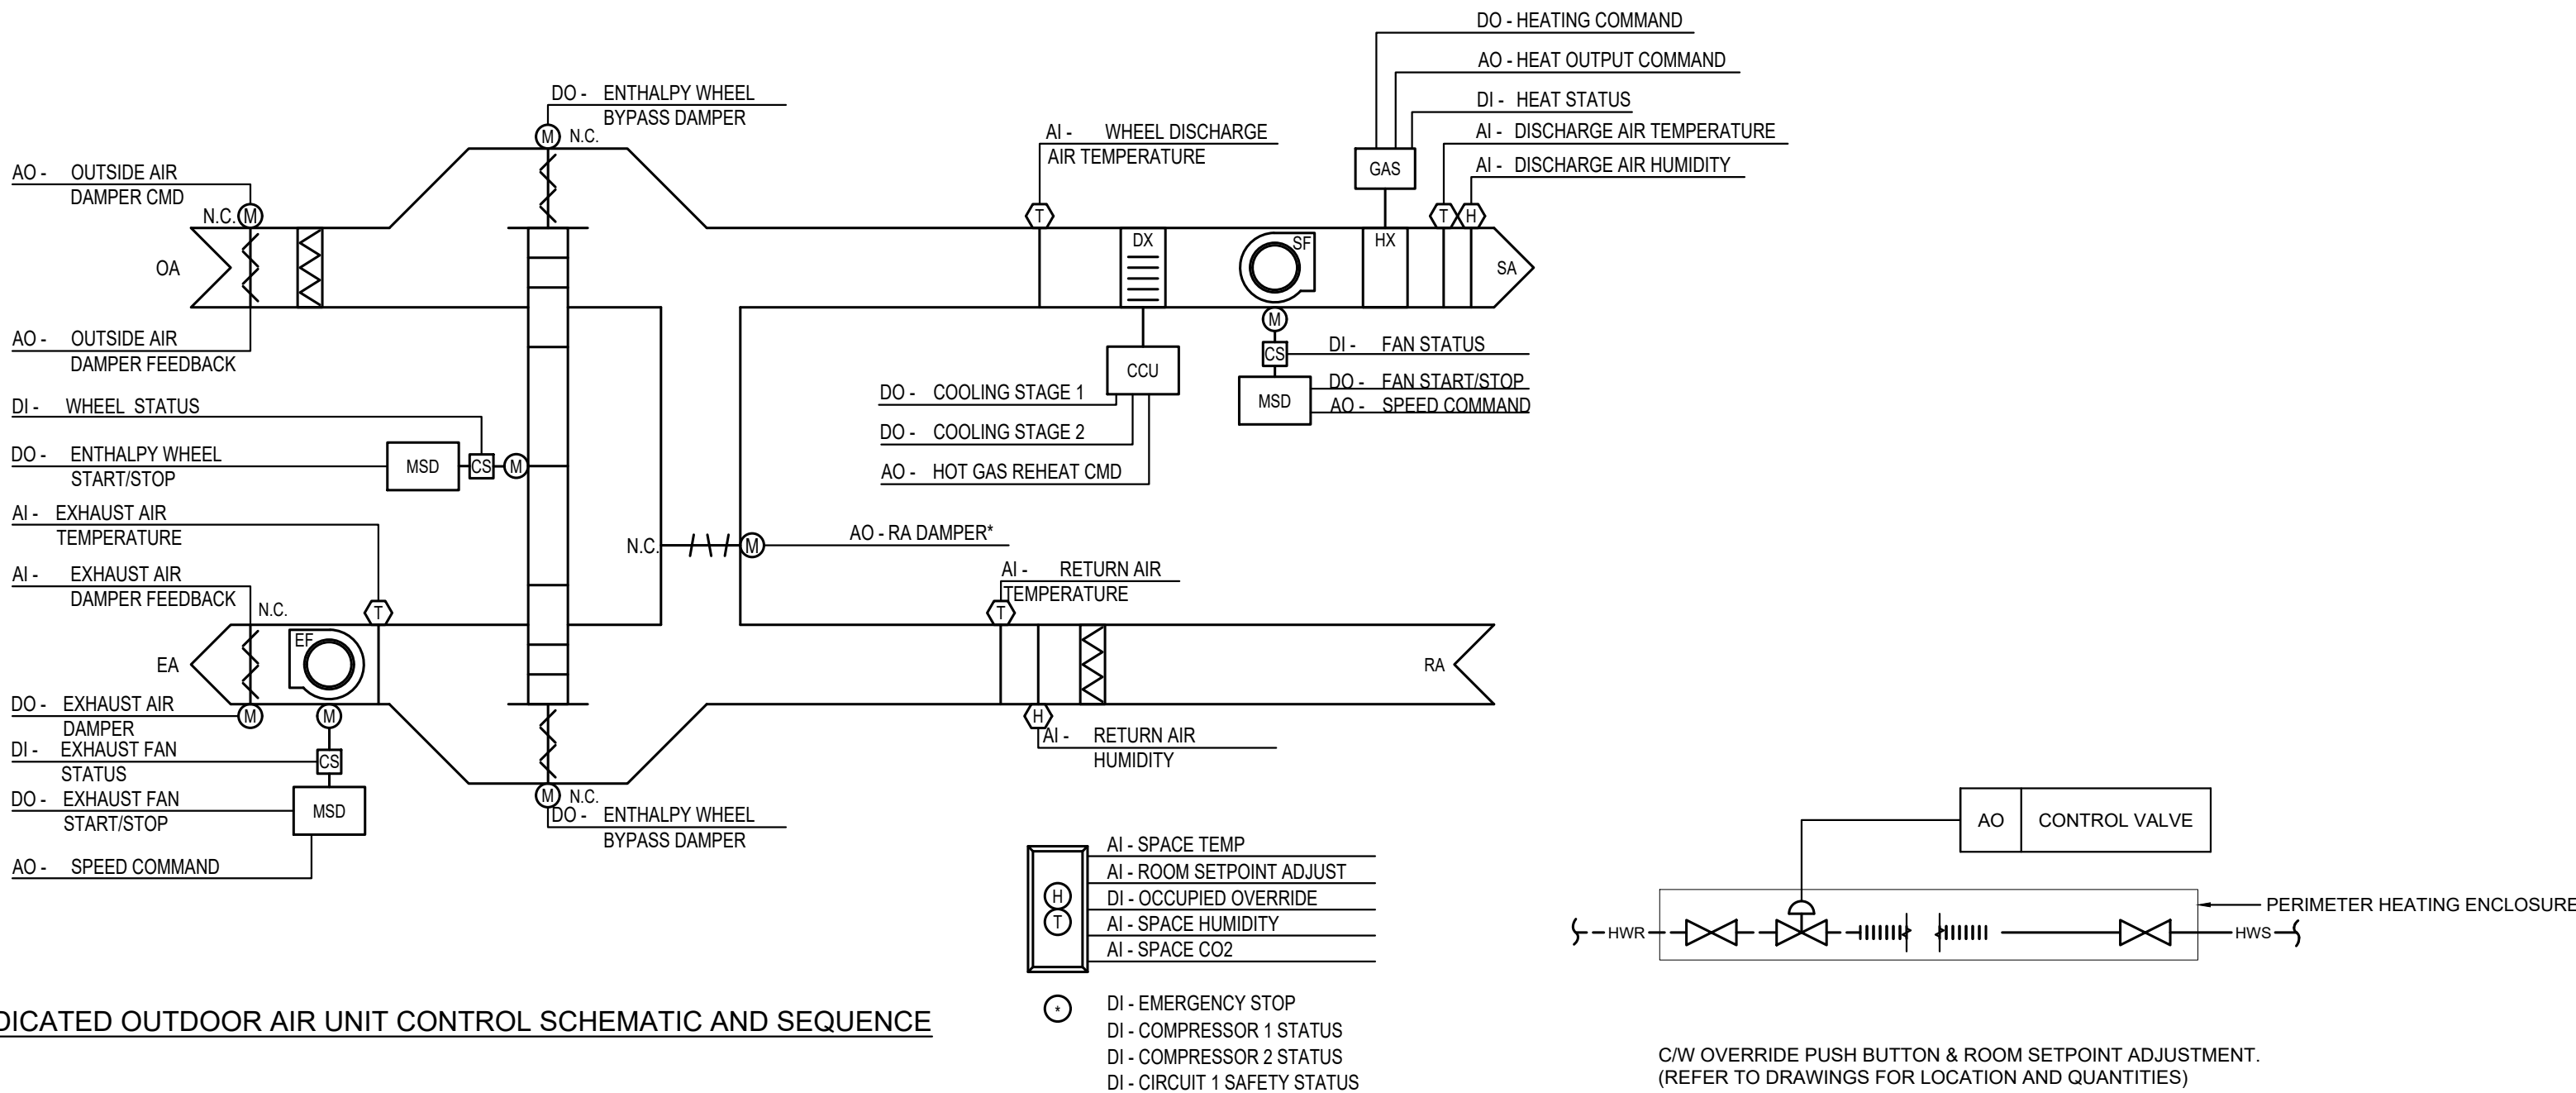 DO - HEATING COMMAND
AO - HEAT OUTPUT COMMAND
DI - HEAT STATUS
AI - DISCHARGE AIR TEMPERATURE
AI - DISCHARGE AIR HUMIDITY
GAS
DO - ENTHALPY WHEEL
BYPASS DAMPER
M N.C.
AI - WHEEL DISCHARGE
AIR TEMPERATURE
AO - OUTSIDE AIR
DAMPER CMD
N.C. M
T
T H
OA
DX
SF
HX
SA
M
AO - OUTSIDE AIR
DAMPER FEEDBACK
CCU
CS
DI - FAN STATUS
MSD
DO - FAN START/STOP
AO - SPEED COMMAND
DO - COOLING STAGE 1
DO - COOLING STAGE 2
AO - HOT GAS REHEAT CMD
DI - WHEEL STATUS
DO - ENTHALPY WHEEL
START/STOP
MSD CS M
AI - EXHAUST AIR
TEMPERATURE
N.C. M
AO - RA DAMPER*
AI - EXHAUST AIR
DAMPER FEEDBACK
N.C.
T
AI - RETURN AIR
TEMPERATURE
T
EF
EA
RA
DO - EXHAUST AIR
DAMPER
M M
H
AI - RETURN AIR
HUMIDITY
DI - EXHAUST FAN
STATUS
CS
DO - EXHAUST FAN
START/STOP
MSD
M N.C.
DO - ENTHALPY WHEEL
BYPASS DAMPER
AO - SPEED COMMAND
H
T
AI - SPACE TEMP
AI - ROOM SETPOINT ADJUST
DI - OCCUPIED OVERRIDE
AI - SPACE HUMIDITY
AI - SPACE CO2
*
DI - EMERGENCY STOP
DI - COMPRESSOR 1 STATUS
DI - COMPRESSOR 2 STATUS
DI - CIRCUIT 1 SAFETY STATUS
AO CONTROL VALVE
PERIMETER HEATING ENCLOSURE
HWR
HWS
C/W OVERRIDE PUSH BUTTON & ROOM SETPOINT ADJUSTMENT.
(REFER TO DRAWINGS FOR LOCATION AND QUANTITIES)
DICATED OUTDOOR AIR UNIT CONTROL SCHEMATIC AND SEQUENCE